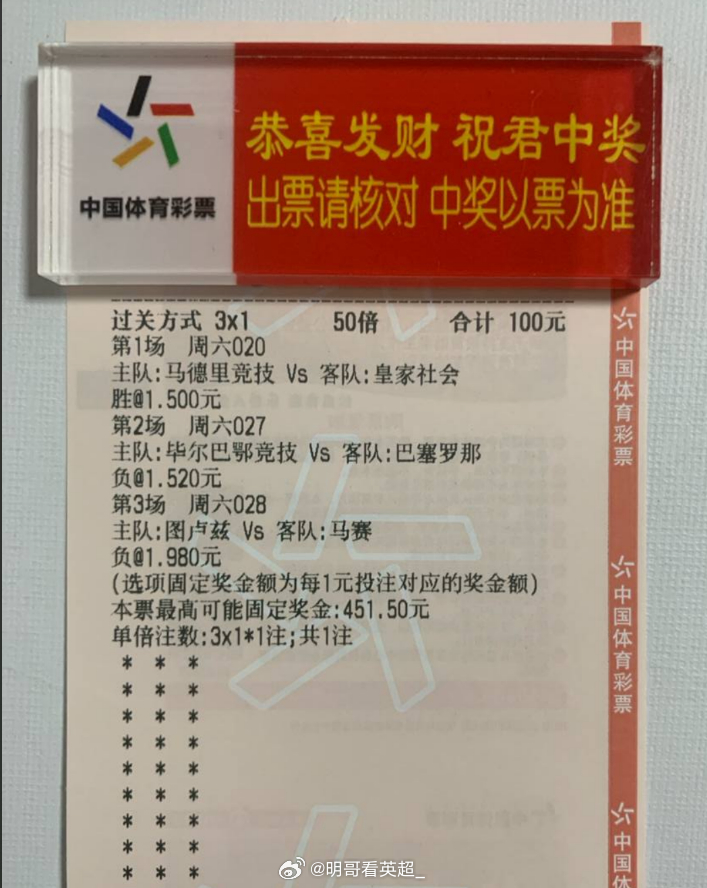 恭喜发财 祝君中奖
中国体育彩票
出票请核对 中奖以票为准
过关方式 3x1 50倍 合计 100元
第1场 周六020
主队:马德里竞技 Vs 客队:皇家社会
胜@1.500元
第2场 周六027
主队:毕尔巴鄂竞技 Vs 客队:巴塞罗那
负@1.520元
第3场 周六028
主队:图卢兹 Vs 客队:马赛
负@1.980元
(选项固定奖金额为每1元投注对应的奖金额)
本票最高可能固定奖金:451.50元
单倍注数:3x1*1注;共1注
* * *
* * *
* * *
* * *
* * *
* * *
* * *
* * *
* * *
中国体育彩票
中国体育彩票
中国体
@明哥看英超_